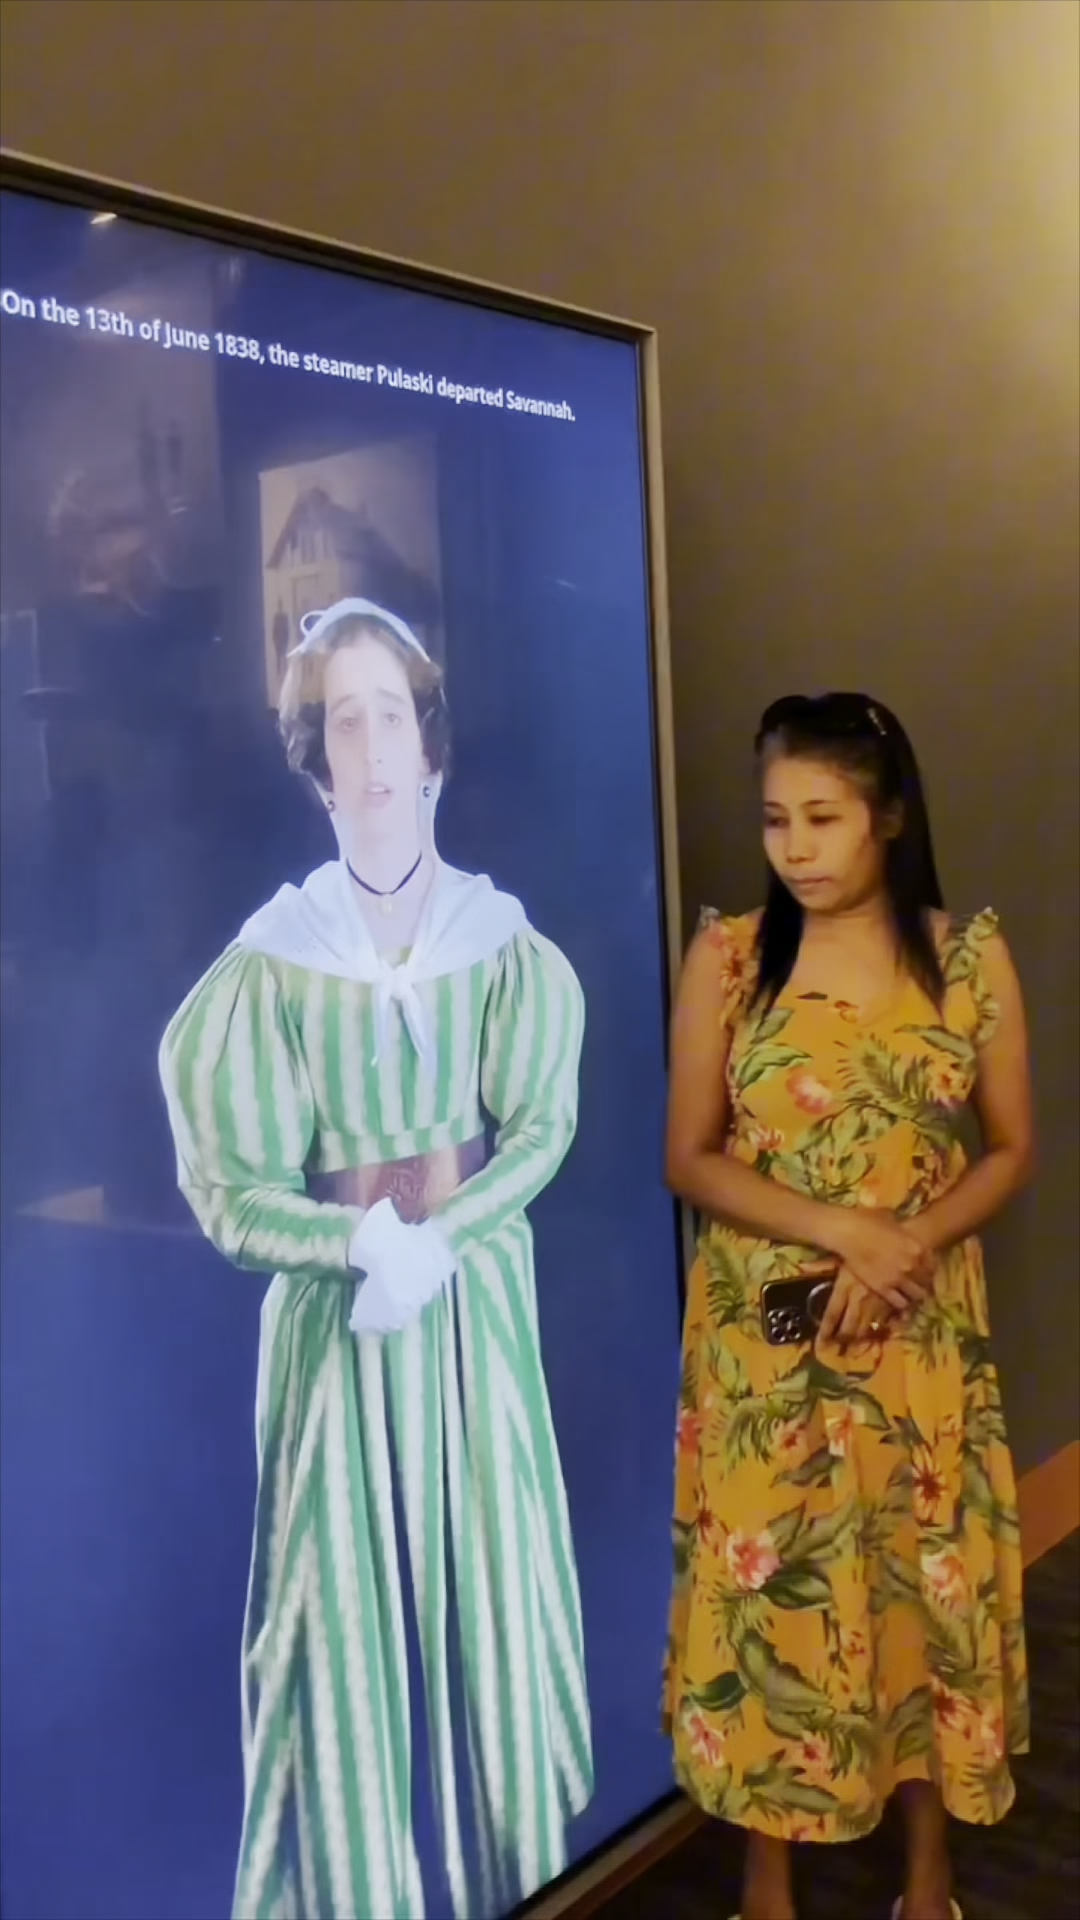 On the 13th of June 1838, the steamer Pulaski departed Savannah.